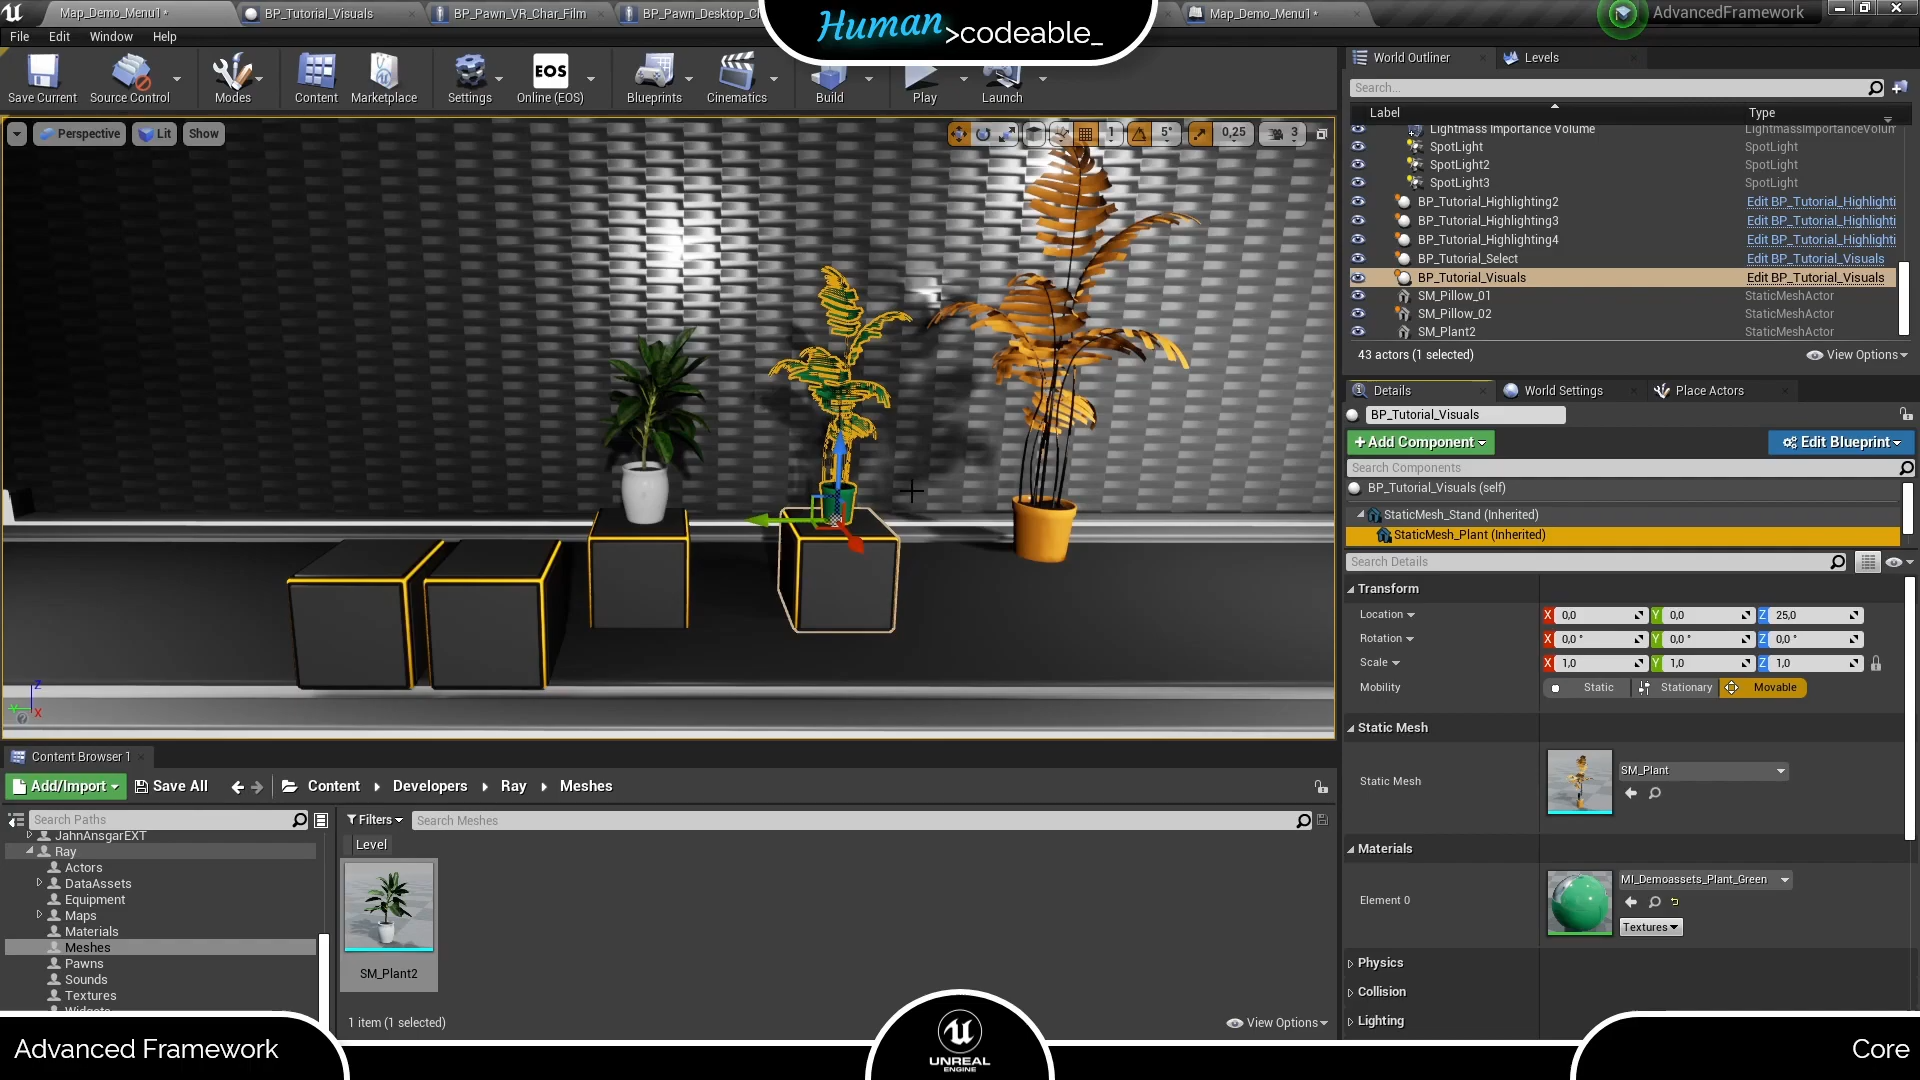 Map_Demo_Menu1*
BP_Tutorial_Visuals
BP_Pawn_VR_Char_Film
BP_Pawn_Desktop_C
Map_Demo_Menu1*
AdvancedFramework
Human >codeable_
File Edit Window Help
Save Current
Source Control
Modes
Content
Marketplace
Settings
EOS
Online (EOS)
Blueprints
Cinematics
Build
Play
Launch
Perspective
Lit
Show
1
5°
0,25
3
World Outliner
Levels
Search...
Label Type
Lightmass Importance Volume LightmassImportanceVolum
SpotLight SpotLight
SpotLight2 SpotLight
SpotLight3 SpotLight
BP_Tutorial_Highlighting2 Edit BP_Tutorial_Highlighti
BP_Tutorial_Highlighting3 Edit BP_Tutorial_Highlighti
BP_Tutorial_Highlighting4 Edit BP_Tutorial_Highlighti
BP_Tutorial_Select Edit BP_Tutorial_Visuals
BP_Tutorial_Visuals Edit BP_Tutorial_Visuals
SM_Pillow_01 StaticMeshActor
SM_Pillow_02 StaticMeshActor
SM_Plant2 StaticMeshActor
43 actors (1 selected)
View Options
Details
World Settings
Place Actors
BP_Tutorial_Visuals
+Add Component
Edit Blueprint
Search Components
BP_Tutorial_Visuals (self)
StaticMesh_Stand (Inherited)
StaticMesh_Plant (Inherited)
Search Details
Transform
Location X 0,0 Y 0,0 Z 25,0
Rotation X 0,0 ° Y 0,0 ° Z 0,0 °
Scale X 1,0 Y 1,0 Z 1,0
Mobility Static Stationary Movable
Static Mesh
Static Mesh SM_Plant
Materials
Element 0 MI_Demoassets_Plant_Green
Textures
Physics
Collision
Lighting
Z
Y
X
Content Browser 1
Add/Import
Save All
Content
Developers
Ray
Meshes
Search Paths
Filters
Search Meshes
Level
JahnAnsgarEXT
Ray
Actors
DataAssets
Equipment
Maps
Materials
Meshes
Pawns
Sounds
Textures
Widgets
SM_Plant2
1 item (1 selected)
View Options
Advanced Framework
UNREAL
ENGINE
Core